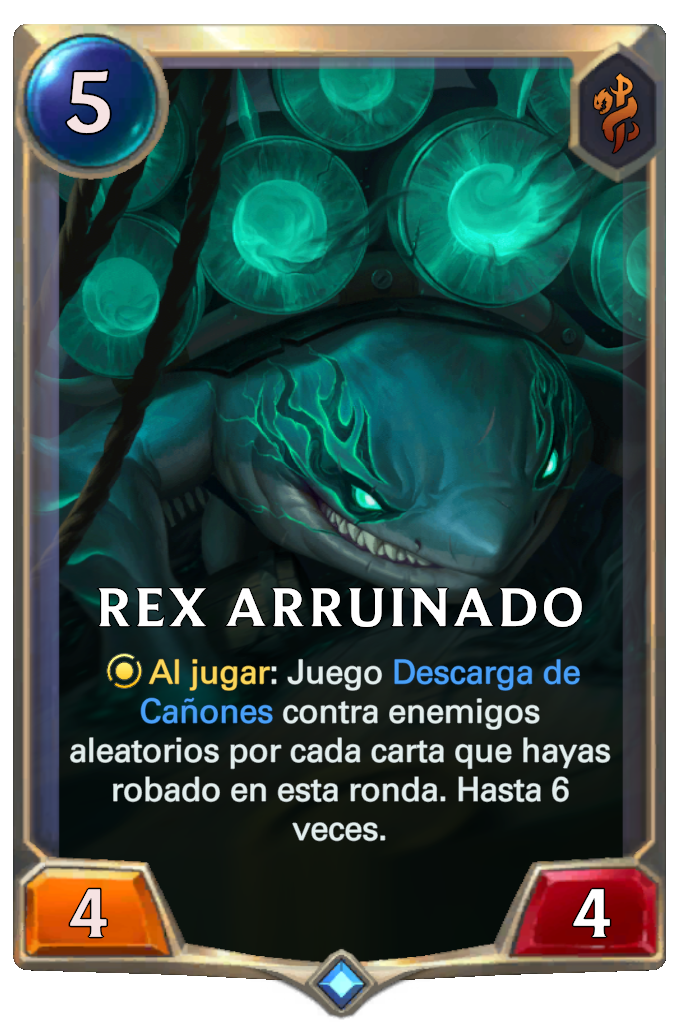 5
REX ARRUINADO
Al jugar: Juego Descarga de
Cañones contra enemigos
aleatorios por cada carta que hayas
robado en esta ronda. Hasta 6
veces.
4
4